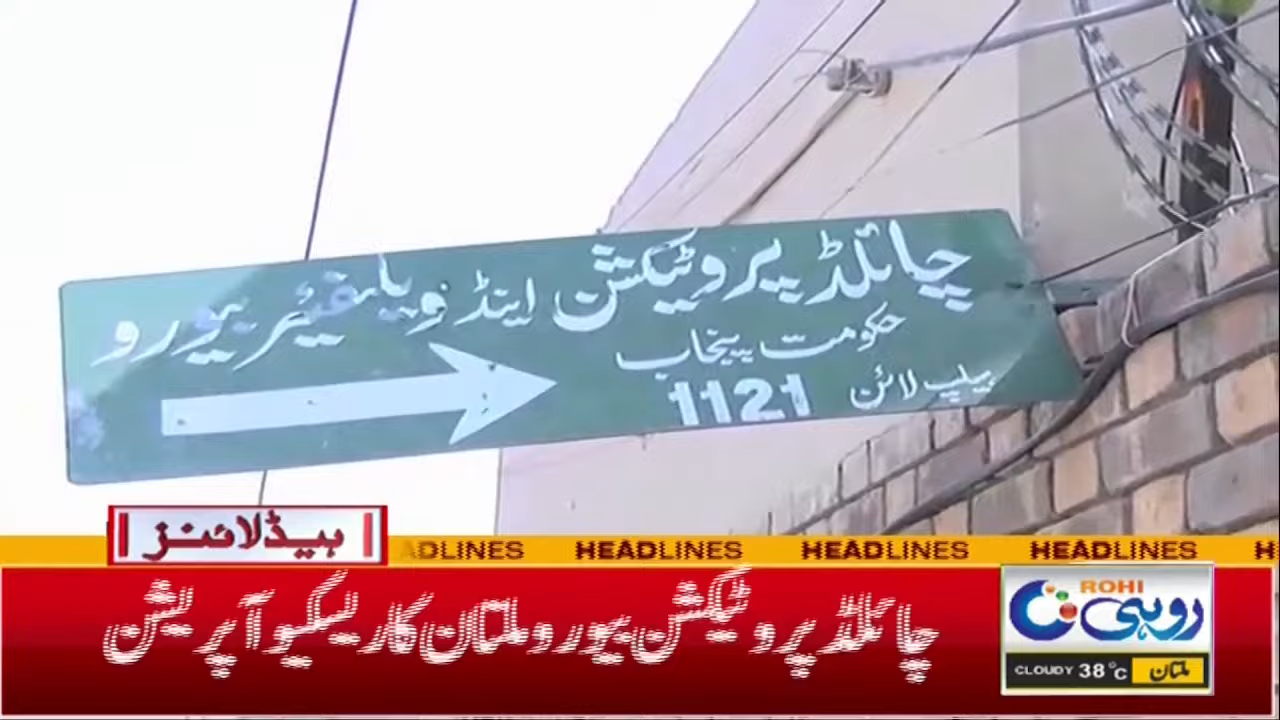 چائلڈ پروٹیکشن اینڈ ویلفیئر بیورو
حکومت پنجاب
ہیلپ لائن 1121
ہیڈلائنز
ADLINES HEADLINES HEADLINES HEADLINES H
چائلڈ پروٹیکشن بیورو ملتان کا ریسکیو آپریشن
ROHI
روہی
CLOUDY 38°C ملتان